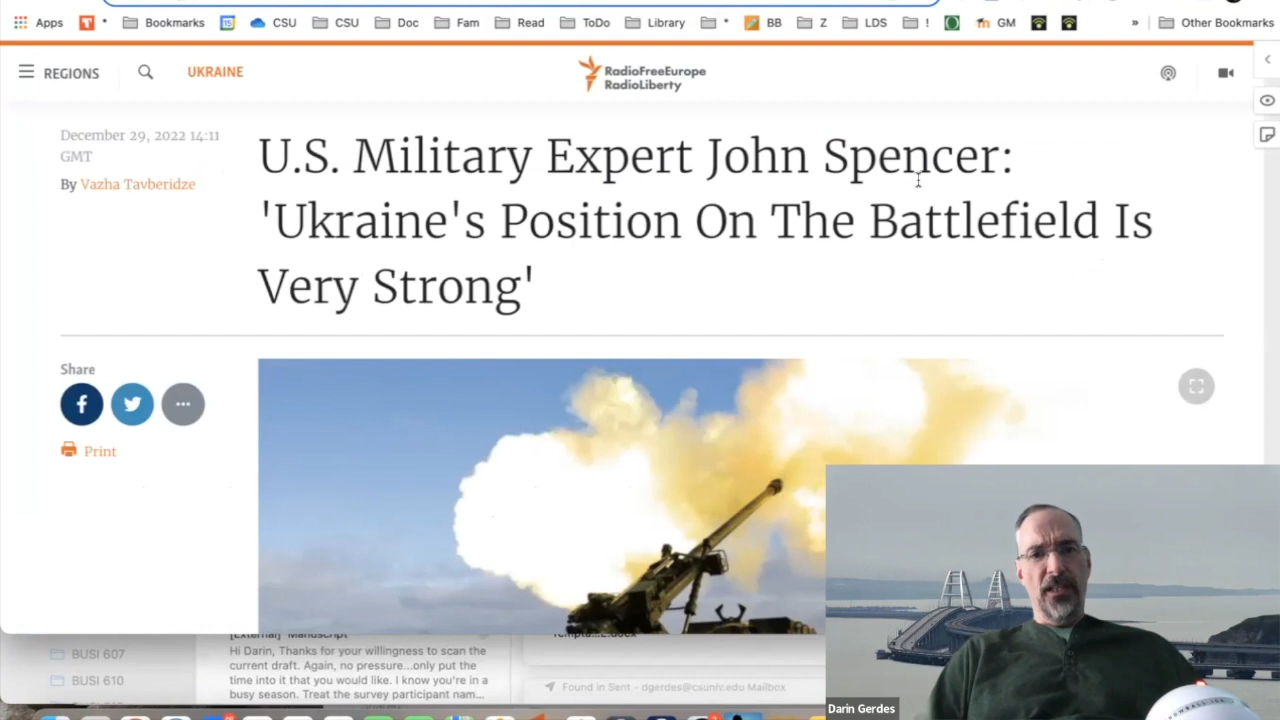 Apps
Bookmarks
15
CSU
CSU
Doc
Fam
Read
ToDo
Library
*
BB
Z
LDS
!
GM
»
Other Bookmarks
REGIONS
UKRAINE
RadioFreeEurope
RadioLiberty
December 29, 2022 14:11
GMT
By Vazha Tavberidze
U.S. Military Expert John Spencer:
'Ukraine's Position On The Battlefield Is
Very Strong'
Share
Print
BUSI 607
BUSI 610
[External] Manuscript
Hi Darin, Thanks for your willingness to scan the
current draft. Again, no pressure...only put the
time into it that you would like. I know you're in a
busy season. Treat the survey participant nam...
Found in Sent - dgerdes@csuniv.edu Mailbox
Darin Gerdes